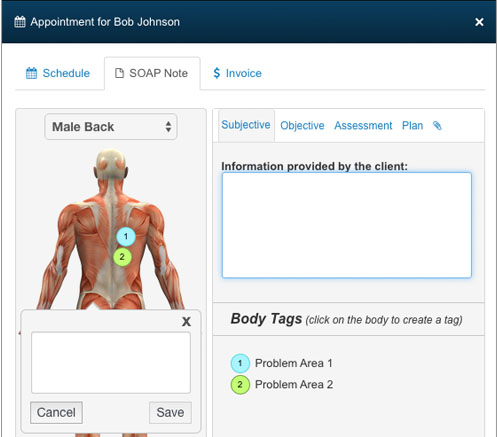 Appointment for Bob Johnson
×
Schedule
SOAP Note
$ Invoice
Male Back
1
2
X
Cancel
Save
Subjective
Objective
Assessment
Plan
Information provided by the client:
Body Tags (click on the body to create a tag)
1 Problem Area 1
2 Problem Area 2